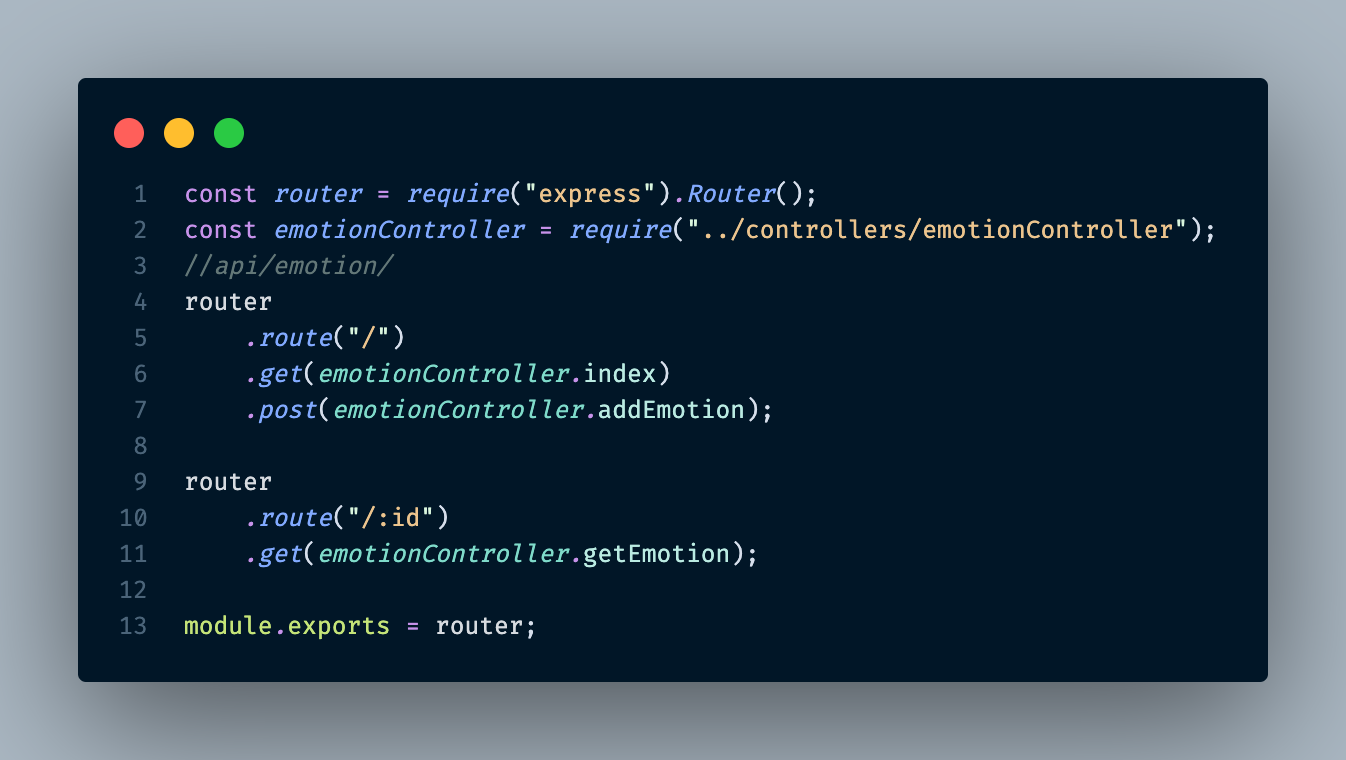 1 const router = require("express").Router();
2 const emotionController = require("../controllers/emotionController");
3 //api/emotion/
4 router
5     .route("/")
6     .get(emotionController.index)
7     .post(emotionController.addEmotion);
8
9 router
10     .route("/:id")
11     .get(emotionController.getEmotion);
12
13 module.exports = router;